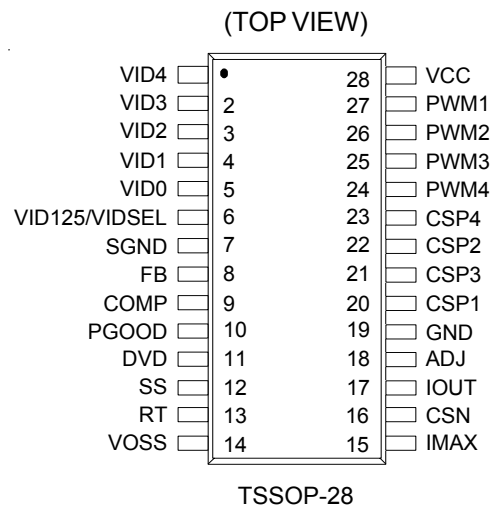 (TOP VIEW)
VID4 28 VCC
VID3 2 27 PWM1
VID2 3 26 PWM2
VID1 4 25 PWM3
VID0 5 24 PWM4
VID125/VIDSEL 6 23 CSP4
SGND 7 22 CSP2
FB 8 21 CSP3
COMP 9 20 CSP1
PGOOD 10 19 GND
DVD 11 18 ADJ
SS 12 17 IOUT
RT 13 16 CSN
VOSS 14 15 IMAX
TSSOP-28